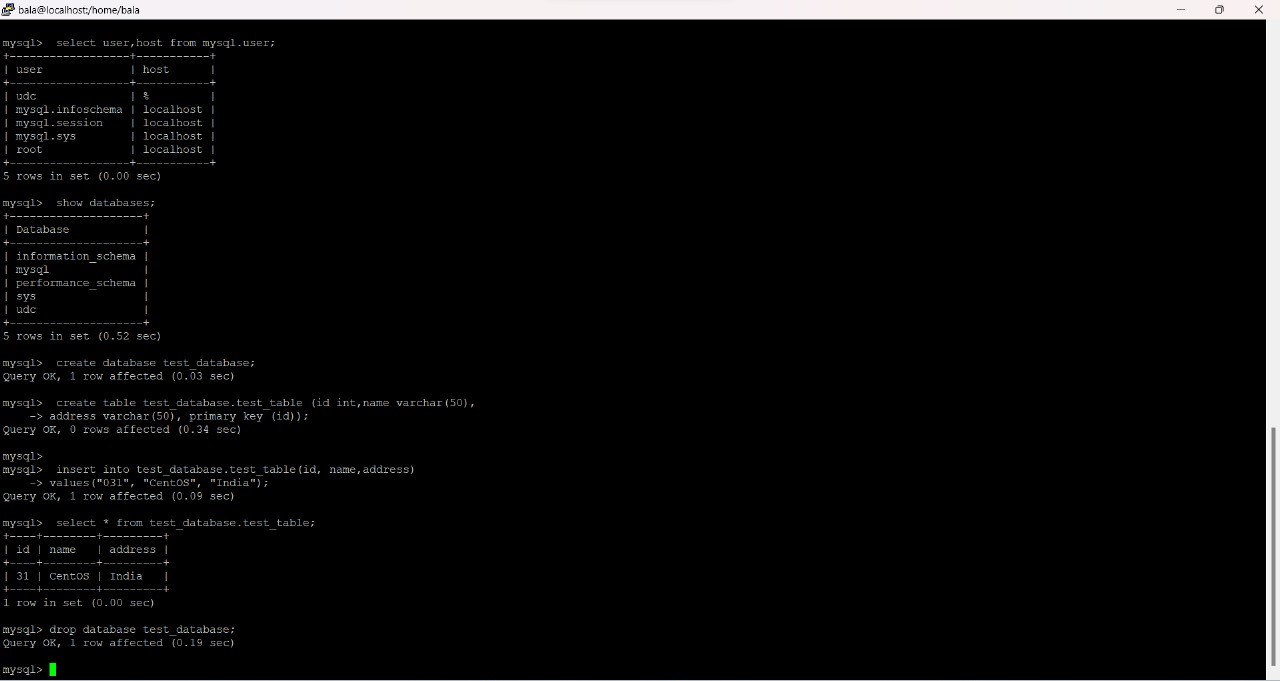 bala@localhost:/home/bala
mysql>  select user,host from mysql.user;
+------------------+-----------+
| user             | host      |
+------------------+-----------+
| udc              | %         |
| mysql.infoschema | localhost |
| mysql.session    | localhost |
| mysql.sys        | localhost |
| root             | localhost |
+------------------+-----------+
5 rows in set (0.00 sec)
mysql>  show databases;
+--------------------+
| Database           |
+--------------------+
| information_schema |
| mysql              |
| performance_schema |
| sys                |
| udc                |
+--------------------+
5 rows in set (0.52 sec)
mysql>  create database test_database;
Query OK, 1 row affected (0.03 sec)
mysql>  create table test_database.test_table (id int,name varchar(50),
    -> address varchar(50), primary key (id));
Query OK, 0 rows affected (0.34 sec)
mysql>
mysql>  insert into test_database.test_table(id, name,address)
    -> values("031", "CentOS", "India");
Query OK, 1 row affected (0.09 sec)
mysql>  select * from test_database.test_table;
+----+--------+---------+
| id | name   | address |
+----+--------+---------+
| 31 | CentOS | India   |
+----+--------+---------+
1 row in set (0.00 sec)
mysql> drop database test_database;
Query OK, 1 row affected (0.19 sec)
mysql>